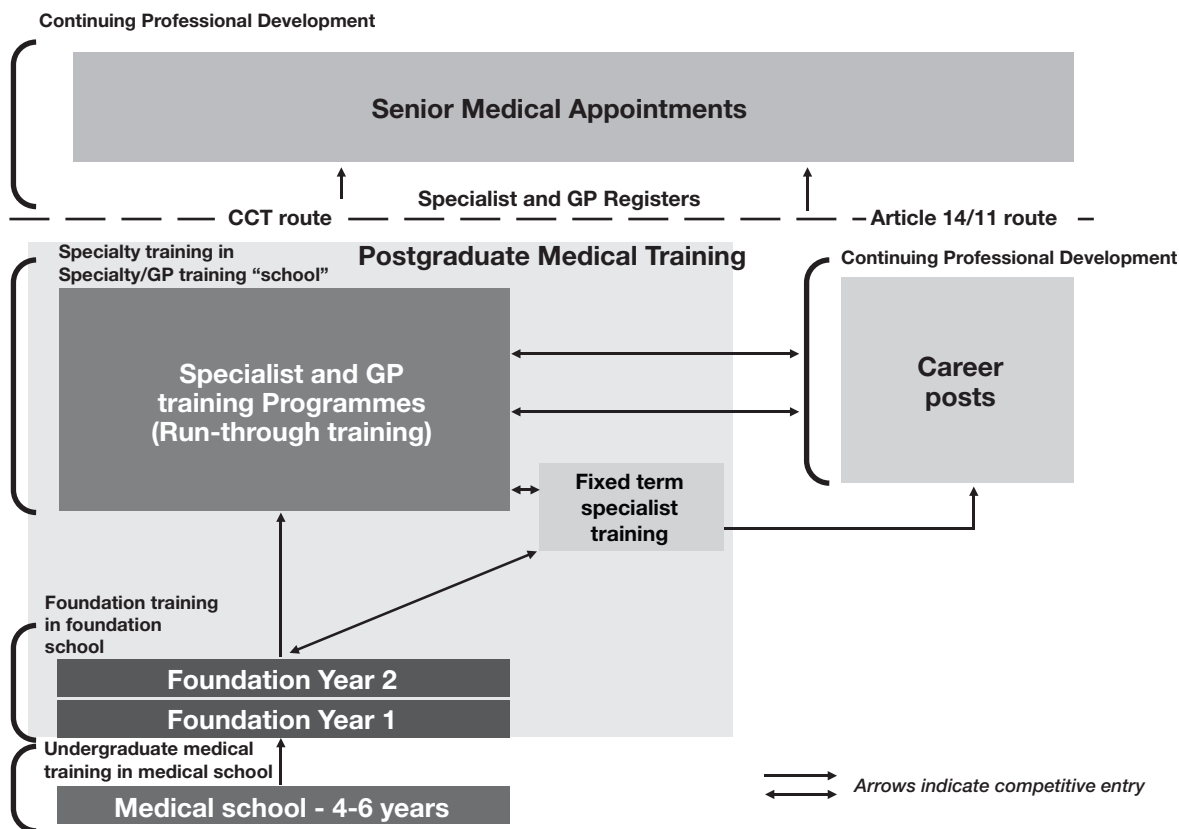 Continuing Professional Development
Senior Medical Appointments
Specialist and GP Registers
CCT route
Article 14/11 route
Specialty training in
Specialty/GP training “school”
Postgraduate Medical Training
Continuing Professional Development
Specialist and GP
training Programmes
(Run-through training)
Career
posts
Fixed term
specialist
training
Foundation training
in foundation
school
Foundation Year 2
Foundation Year 1
Undergraduate medical
training in medical school
Medical school - 4-6 years
Arrows indicate competitive entry